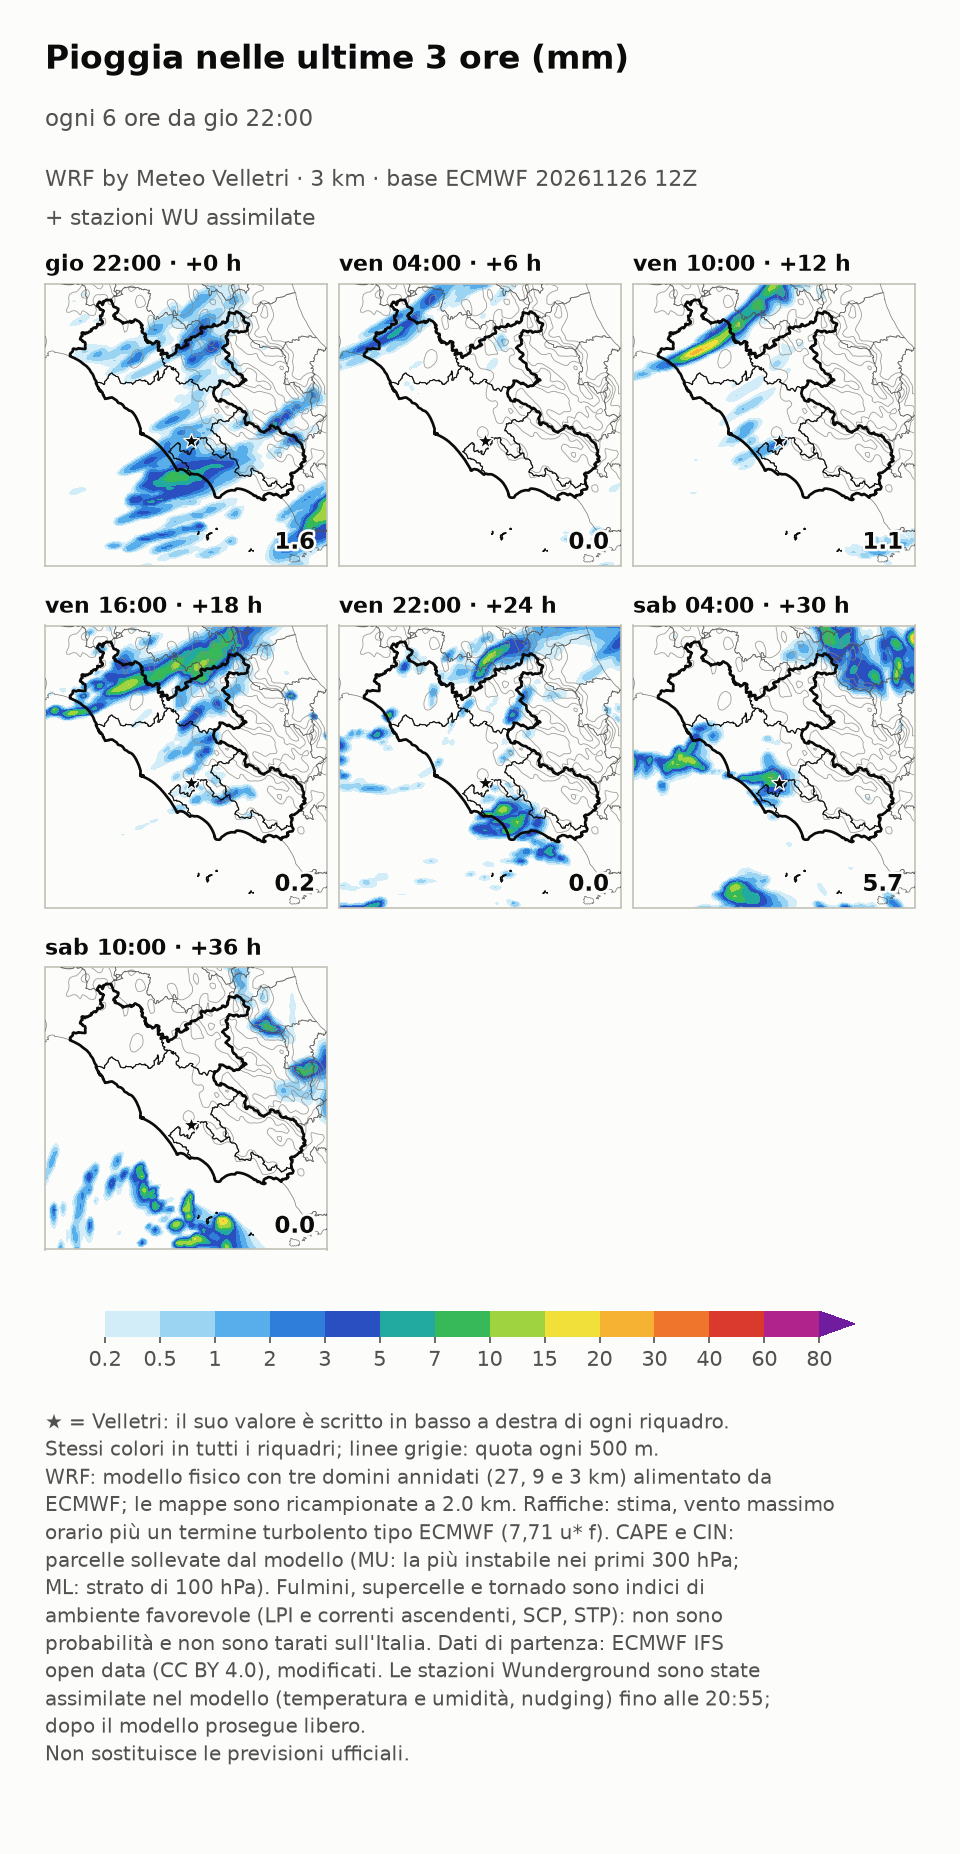 Pioggia nelle ultime 3 ore (mm)
ogni 6 ore da gio 22:00
WRF by Meteo Velletri · 3 km · base ECMWF 20261126 12Z
+ stazioni WU assimilate
gio 22:00 · +0 h
ven 04:00 · +6 h
ven 10:00 · +12 h
1.6
0.0
1.1
ven 16:00 · +18 h
ven 22:00 · +24 h
sab 04:00 · +30 h
0.2
0.0
5.7
sab 10:00 · +36 h
0.0
0.2 0.5 1 2 3 5 7 10 15 20 30 40 60 80
★ = Velletri: il suo valore è scritto in basso a destra di ogni riquadro.
Stessi colori in tutti i riquadri; linee grigie: quota ogni 500 m.
WRF: modello fisico con tre domini annidati (27, 9 e 3 km) alimentato da
ECMWF; le mappe sono ricampionate a 2.0 km. Raffiche: stima, vento massimo
orario più un termine turbolento tipo ECMWF (7,71 u* f). CAPE e CIN:
parcelle sollevate dal modello (MU: la più instabile nei primi 300 hPa;
ML: strato di 100 hPa). Fulmini, supercelle e tornado sono indici di
ambiente favorevole (LPI e correnti ascendenti, SCP, STP): non sono
probabilità e non sono tarati sull'Italia. Dati di partenza: ECMWF IFS
open data (CC BY 4.0), modificati. Le stazioni Wunderground sono state
assimilate nel modello (temperatura e umidità, nudging) fino alle 20:55;
dopo il modello prosegue libero.
Non sostituisce le previsioni ufficiali.